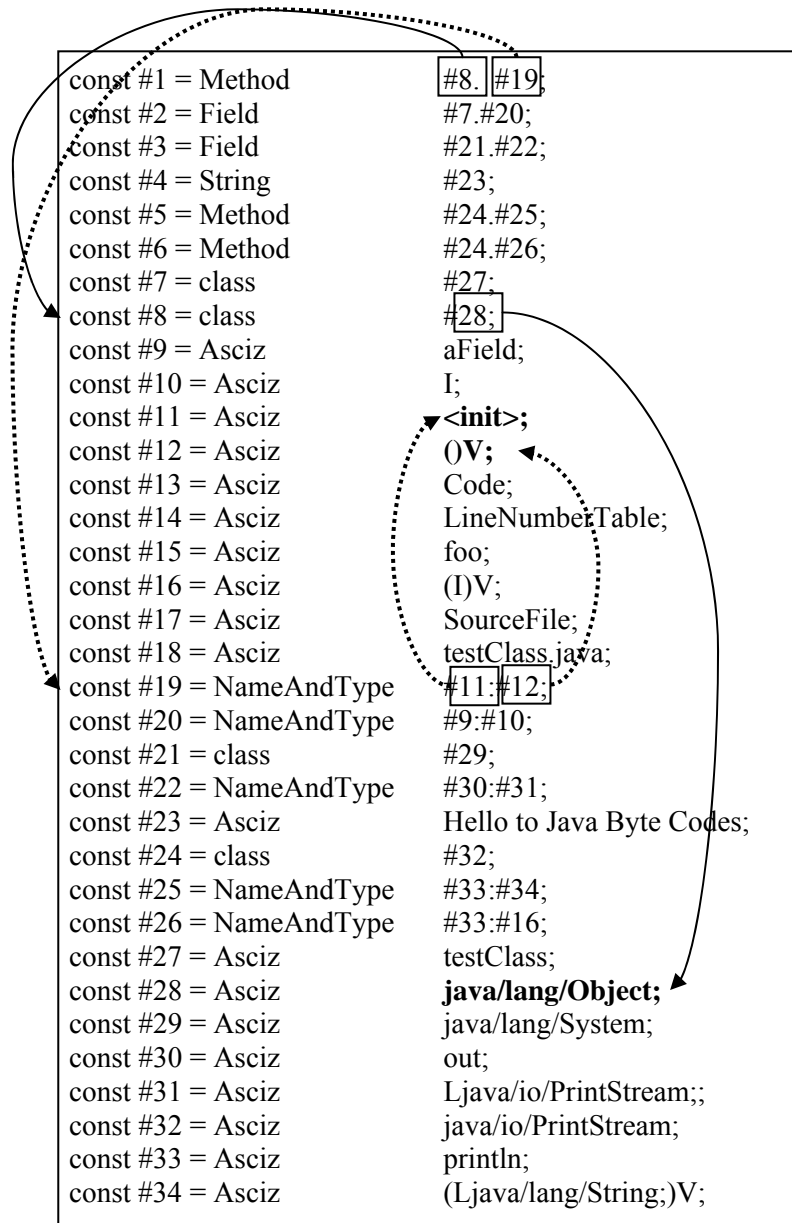 const #1 = Method #8. #19;
const #2 = Field #7.#20;
const #3 = Field #21.#22;
const #4 = String #23;
const #5 = Method #24.#25;
const #6 = Method #24.#26;
const #7 = class #27;
const #8 = class #28;
const #9 = Asciz aField;
const #10 = Asciz I;
const #11 = Asciz <init>;
const #12 = Asciz ()V;
const #13 = Asciz Code;
const #14 = Asciz LineNumberTable;
const #15 = Asciz foo;
const #16 = Asciz (I)V;
const #17 = Asciz SourceFile;
const #18 = Asciz testClass.java;
const #19 = NameAndType #11:#12;
const #20 = NameAndType #9:#10;
const #21 = class #29;
const #22 = NameAndType #30:#31;
const #23 = Asciz Hello to Java Byte Codes;
const #24 = class #32;
const #25 = NameAndType #33:#34;
const #26 = NameAndType #33:#16;
const #27 = Asciz testClass;
const #28 = Asciz java/lang/Object;
const #29 = Asciz java/lang/System;
const #30 = Asciz out;
const #31 = Asciz Ljava/io/PrintStream;;
const #32 = Asciz java/io/PrintStream;
const #33 = Asciz println;
const #34 = Asciz (Ljava/lang/String;)V;